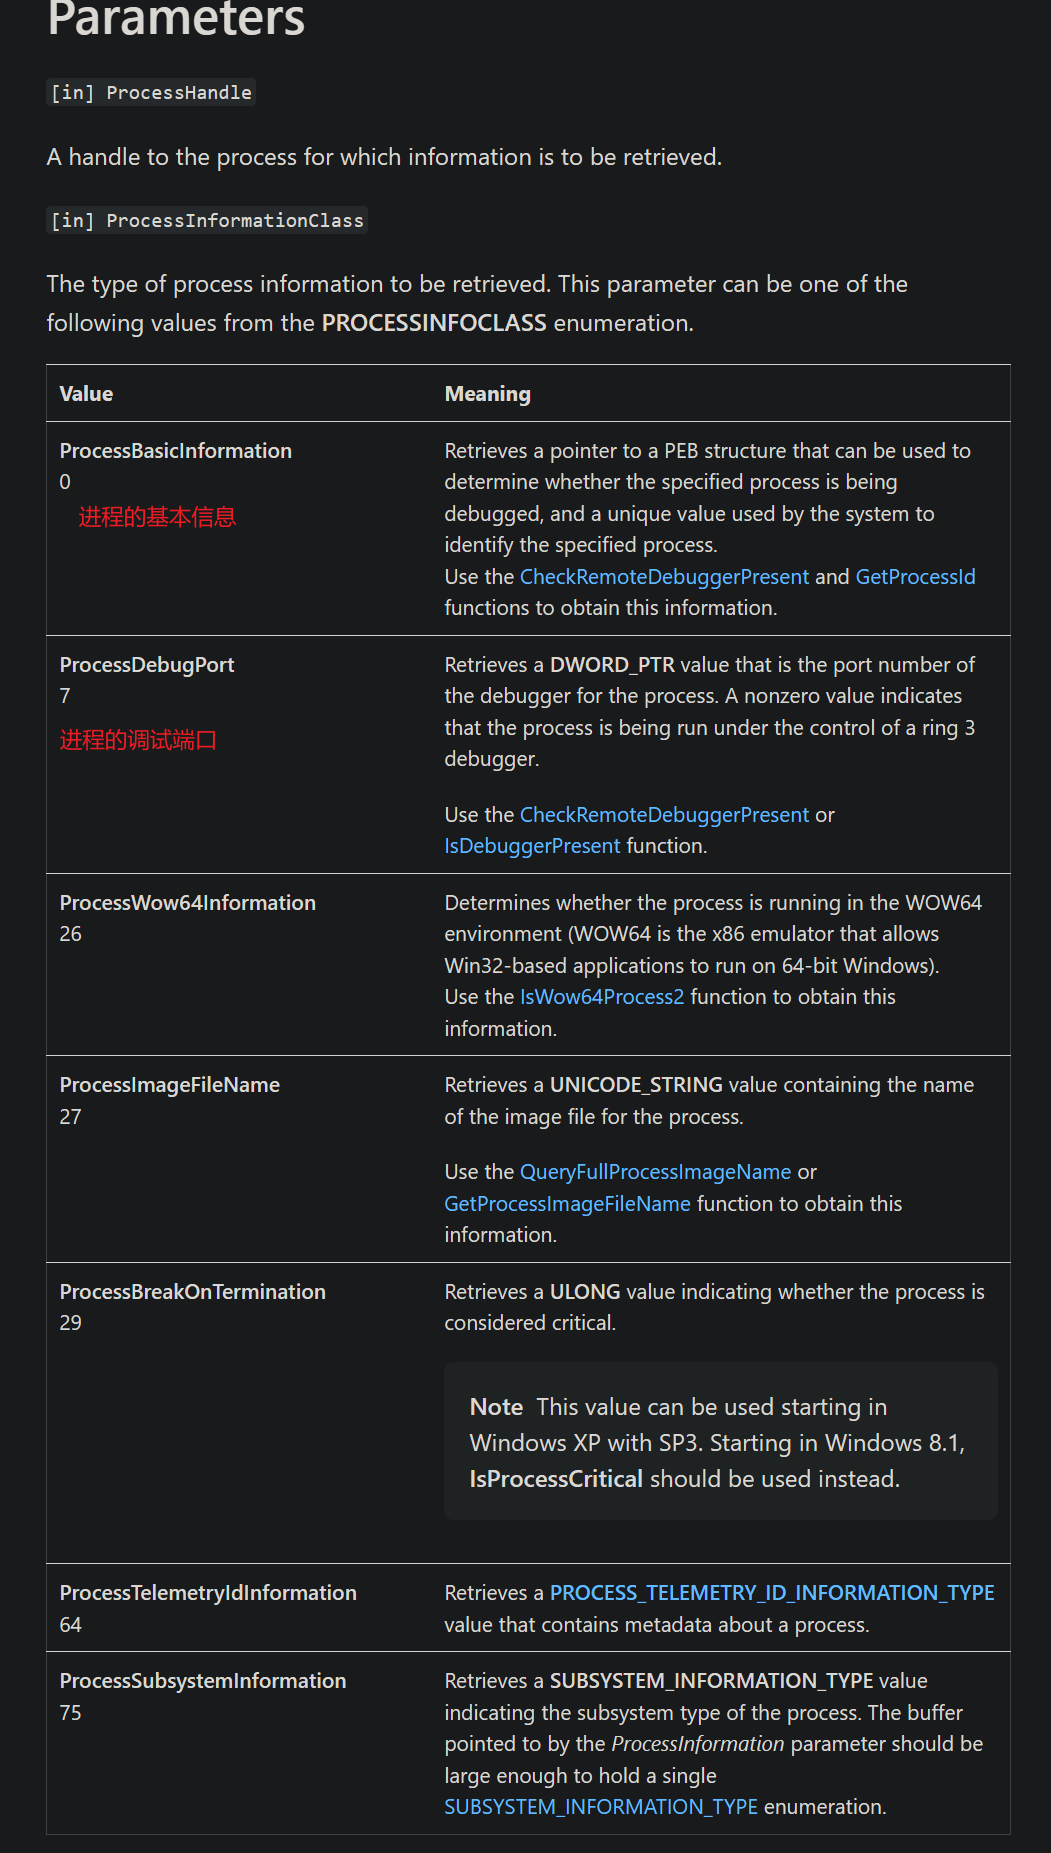 Parameters
[in] ProcessHandle
A handle to the process for which information is to be retrieved.
[in] ProcessInformationClass
The type of process information to be retrieved. This parameter can be one of the
following values from the PROCESSINFOCLASS enumeration.
Value
Meaning
ProcessBasicInformation
0
进程的基本信息
Retrieves a pointer to a PEB structure that can be used to
determine whether the specified process is being
debugged, and a unique value used by the system to
identify the specified process.
Use the CheckRemoteDebuggerPresent and GetProcessId
functions to obtain this information.
ProcessDebugPort
7
进程的调试端口
Retrieves a DWORD_PTR value that is the port number of
the debugger for the process. A nonzero value indicates
that the process is being run under the control of a ring 3
debugger.
Use the CheckRemoteDebuggerPresent or
IsDebuggerPresent function.
ProcessWow64Information
26
Determines whether the process is running in the WOW64
environment (WOW64 is the x86 emulator that allows
Win32-based applications to run on 64-bit Windows).
Use the IsWow64Process2 function to obtain this
information.
ProcessImageFileName
27
Retrieves a UNICODE_STRING value containing the name
of the image file for the process.
Use the QueryFullProcessImageName or
GetProcessImageFileName function to obtain this
information.
ProcessBreakOnTermination
29
Retrieves a ULONG value indicating whether the process is
considered critical.
Note This value can be used starting in
Windows XP with SP3. Starting in Windows 8.1,
IsProcessCritical should be used instead.
ProcessTelemetryIdInformation
64
Retrieves a PROCESS_TELEMETRY_ID_INFORMATION_TYPE
value that contains metadata about a process.
ProcessSubsystemInformation
75
Retrieves a SUBSYSTEM_INFORMATION_TYPE value
indicating the subsystem type of the process. The buffer
pointed to by the ProcessInformation parameter should be
large enough to hold a single
SUBSYSTEM_INFORMATION_TYPE enumeration.